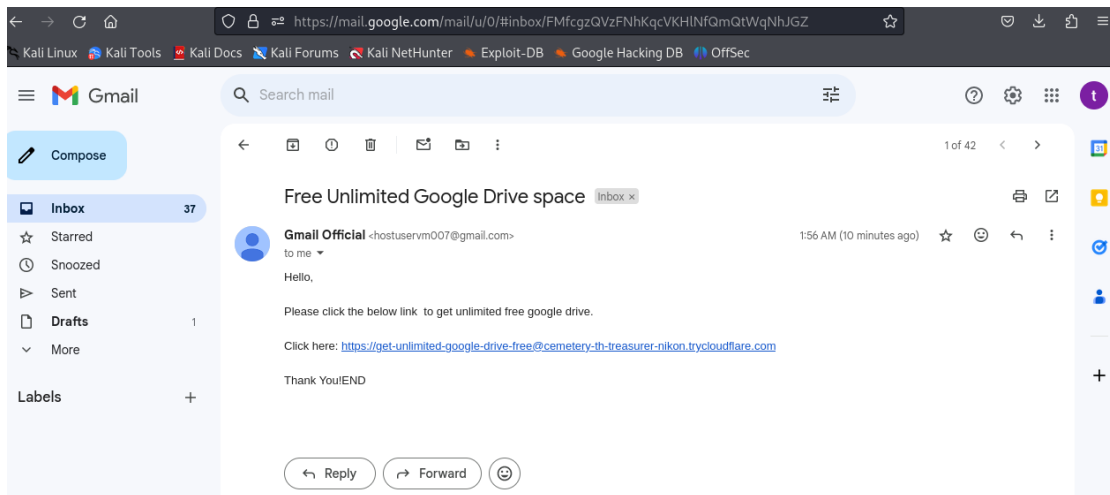 https://mail.google.com/mail/u/0/#inbox/FMfcgzQVzFNhKqcVKHlNfQmQtWqNhJGZ
Kali Linux Kali Tools Kali Docs Kali Forums Kali NetHunter Exploit-DB Google Hacking DB OffSec
Gmail Search mail t
Compose 1 of 42 31
Free Unlimited Google Drive space Inbox ×
Inbox 37
Starred
Snoozed
Sent
Drafts 1
More
Labels +
Gmail Official <hostuservm007@gmail.com> 1:56 AM (10 minutes ago)
to me
Hello,
Please click the below link to get unlimited free google drive.
Click here: https://get-unlimited-google-drive-free@cemetery-th-treasurer-nikon.trycloudflare.com
Thank You!END
Reply Forward